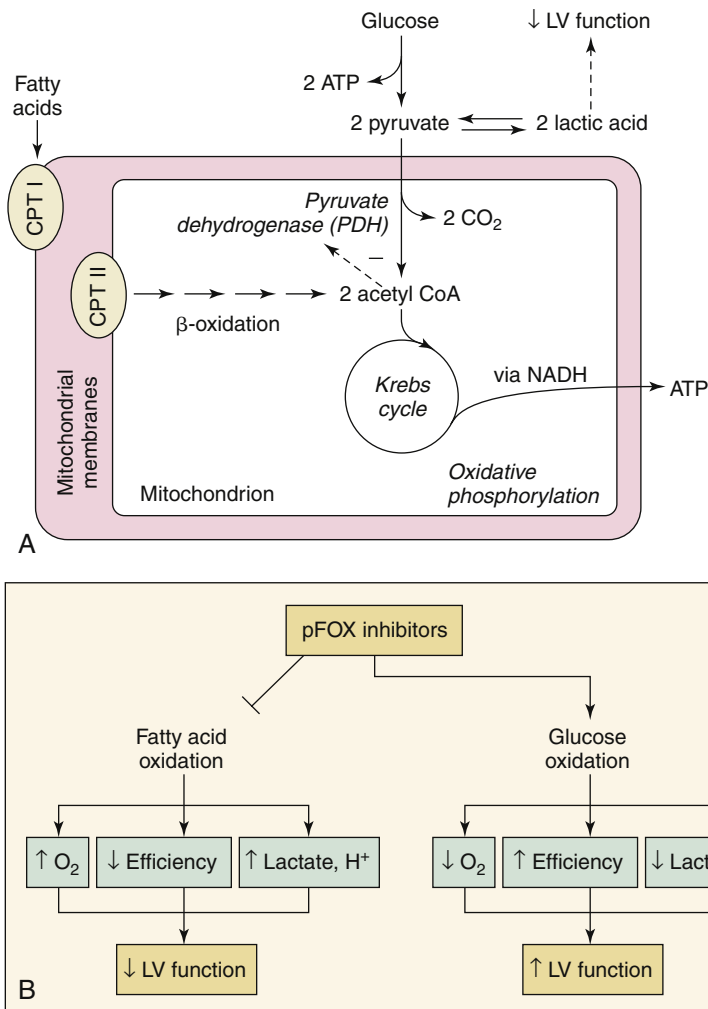 Glucose
↓ LV function
2 ATP
Fatty
acids
2 pyruvate
2 lactic acid
CPT I
Pyruvate
dehydrogenase (PDH)
2 CO₂
–
CPT II
2 acetyl CoA
β-oxidation
Krebs
cycle
via NADH
ATP
Mitochondrial
membranes
Mitochondrion
Oxidative
phosphorylation
A
pFOX inhibitors
Fatty acid
oxidation
Glucose
oxidation
↑ O₂
↓ Efficiency
↑ Lactate, H⁺
↓ O₂
↑ Efficiency
↓ Lact
↓ LV function
↑ LV function
B